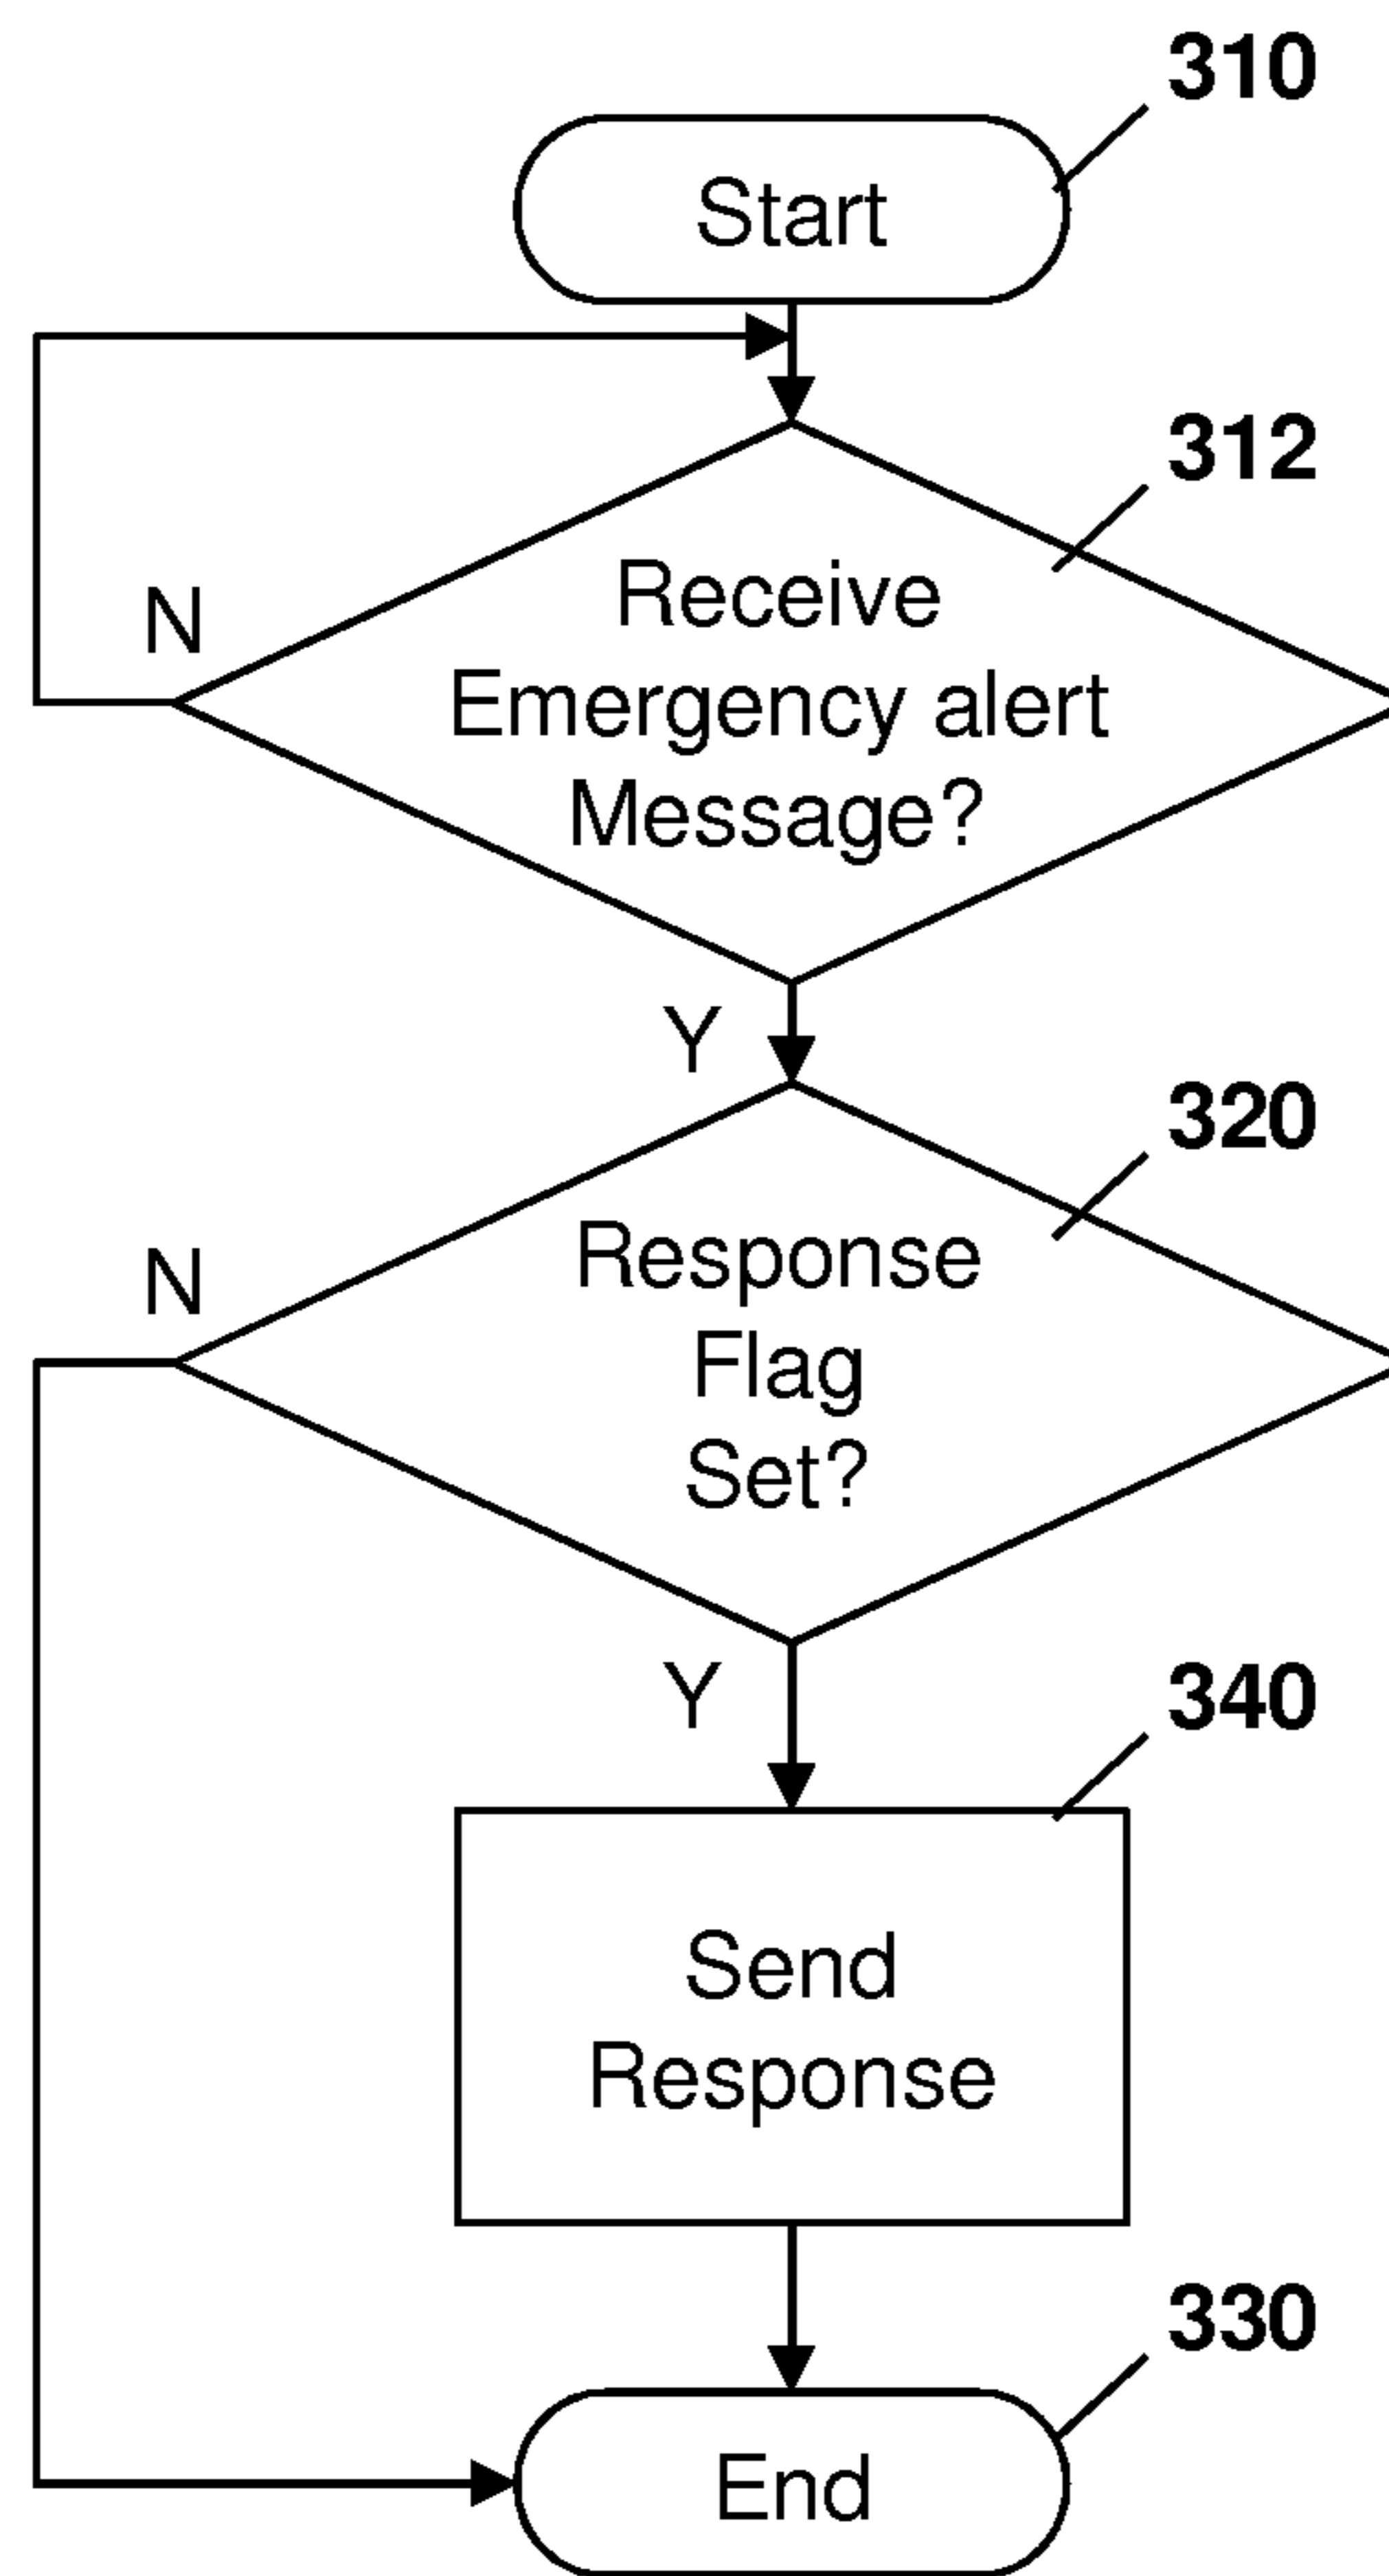 310
Start
312
Receive
Emergency alert
Message?
N
Y
320
Response
Flag
Set?
N
Y
340
Send
Response
330
End